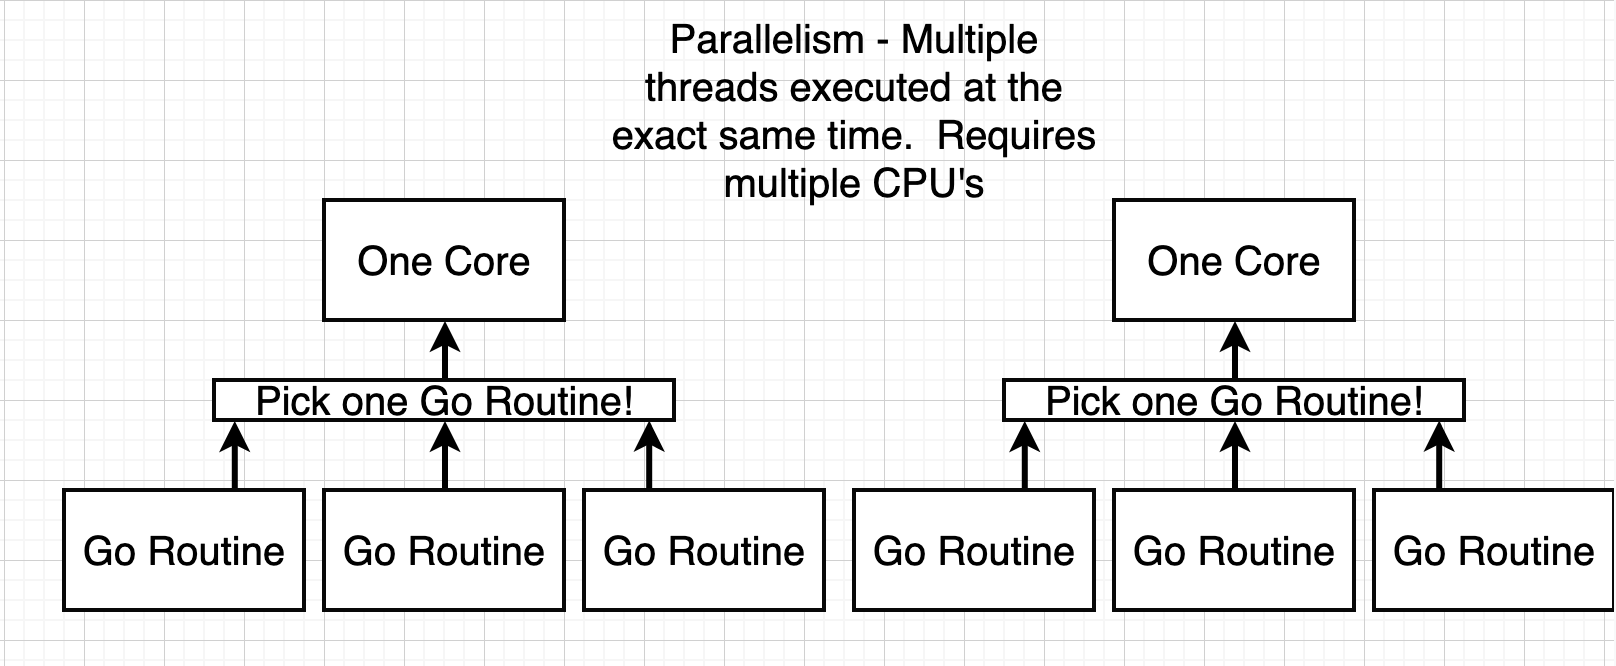 Parallelism - Multiple
threads executed at the
exact same time.  Requires
multiple CPU's
One Core
One Core
Pick one Go Routine!
Pick one Go Routine!
Go Routine
Go Routine
Go Routine
Go Routine
Go Routine
Go Routine